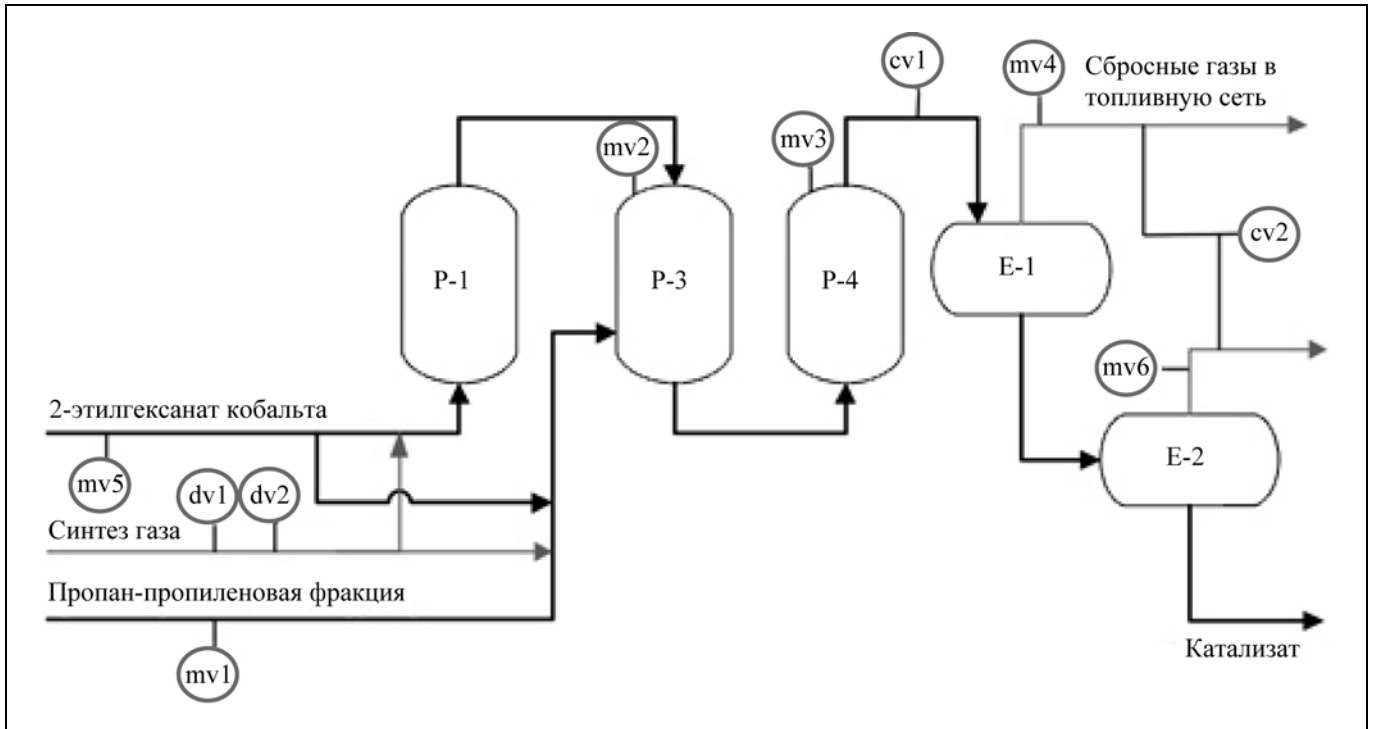 cv1
mv4
Сбросные газы в
топливную сеть
mv2
mv3
cv2
Р-1
Р-3
Р-4
Е-1
mv6
2-этилгексанат кобальта
Е-2
mv5
dv1
dv2
Синтез газа
Пропан-пропиленовая фракция
Катализат
mv1